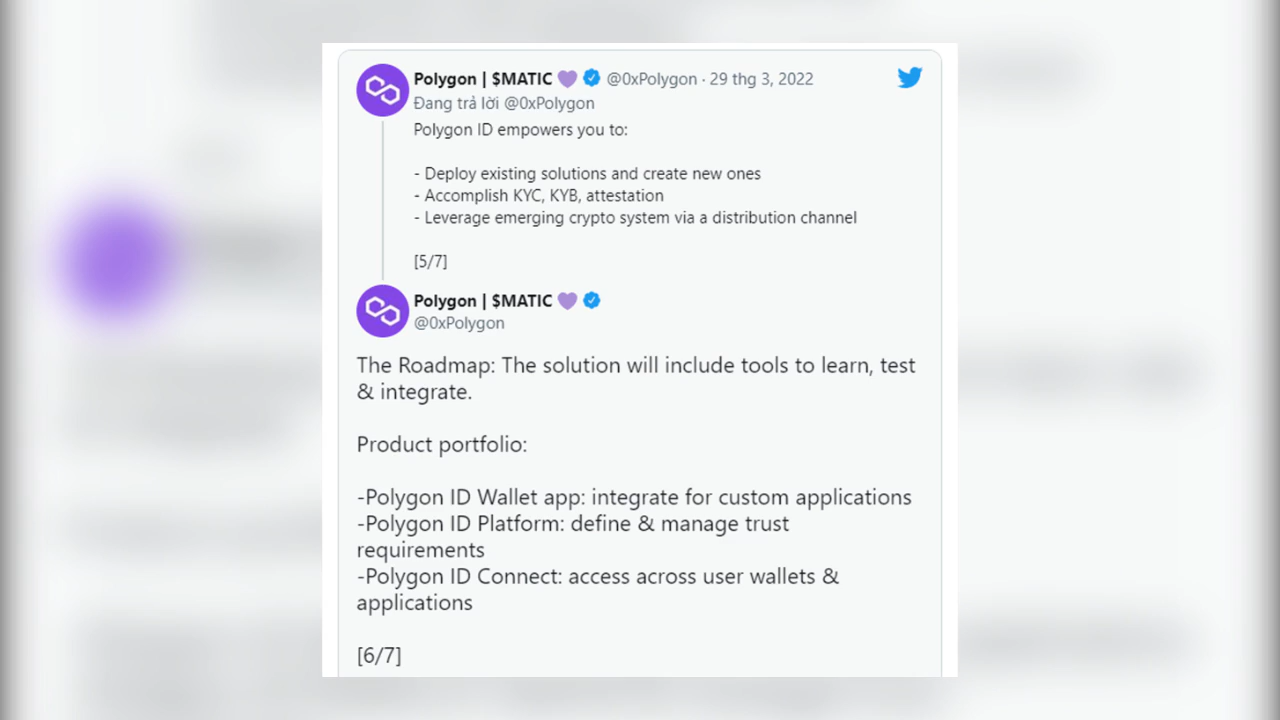 Polygon | $MATIC 💜 @0xPolygon · 29 thg 3, 2022
Đang trả lời @0xPolygon
Polygon ID empowers you to:
- Deploy existing solutions and create new ones
- Accomplish KYC, KYB, attestation
- Leverage emerging crypto system via a distribution channel
[5/7]
Polygon | $MATIC 💜
@0xPolygon
The Roadmap: The solution will include tools to learn, test
& integrate.
Product portfolio:
-Polygon ID Wallet app: integrate for custom applications
-Polygon ID Platform: define & manage trust
requirements
-Polygon ID Connect: access across user wallets &
applications
[6/7]